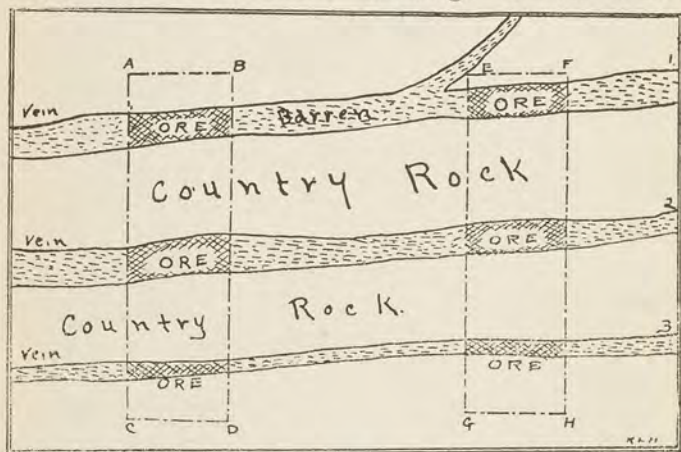 A B E F
1
Vein ORE Barren ORE
Country Rock
2
Vein ORE ORE
Country Rock.
3
Vein
ORE ORE
C D G H